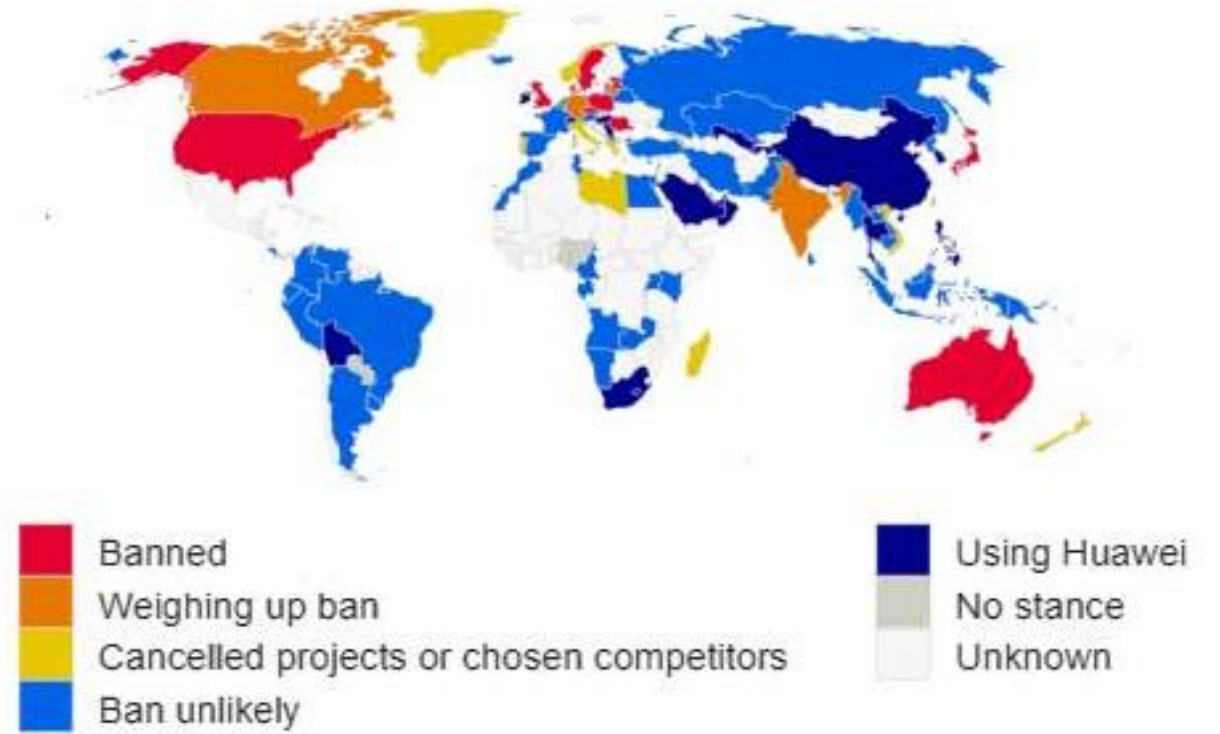 Banned
Weighing up ban
Cancelled projects or chosen competitors
Ban unlikely
Using Huawei
No stance
Unknown